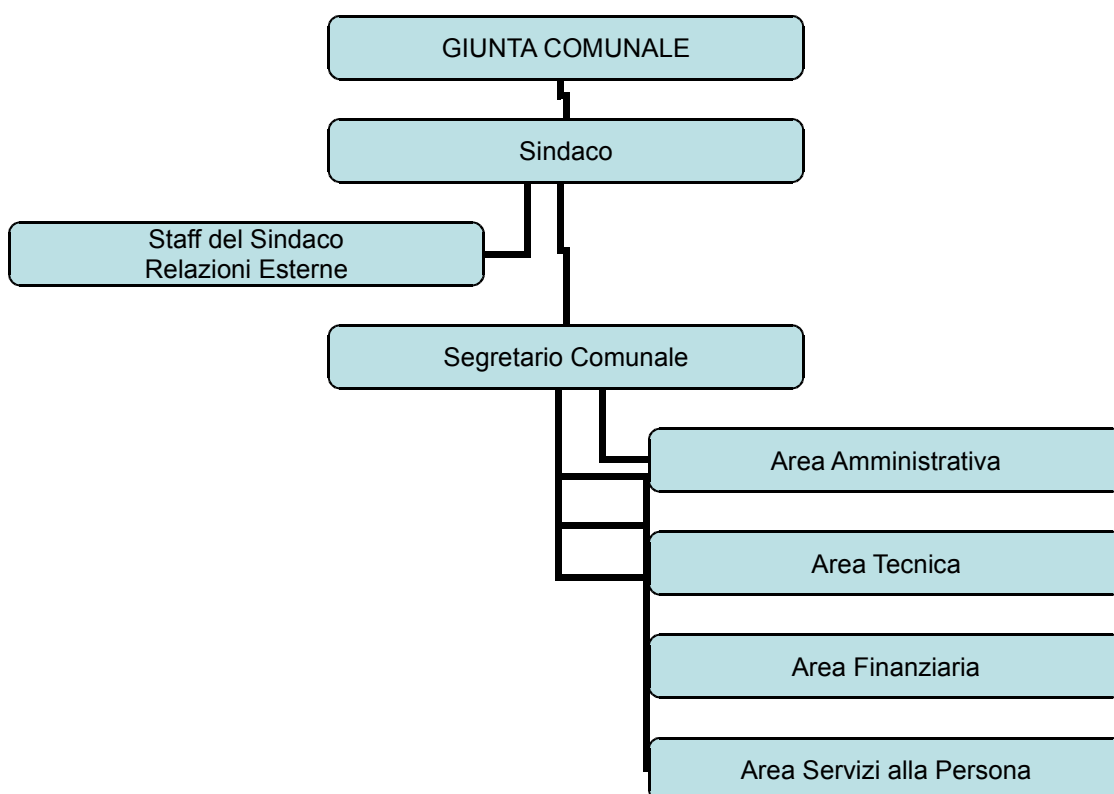 GIUNTA COMUNALE
Sindaco
Staff del Sindaco
Relazioni Esterne
Segretario Comunale
Area Amministrativa
Area Tecnica
Area Finanziaria
Area Servizi alla Persona